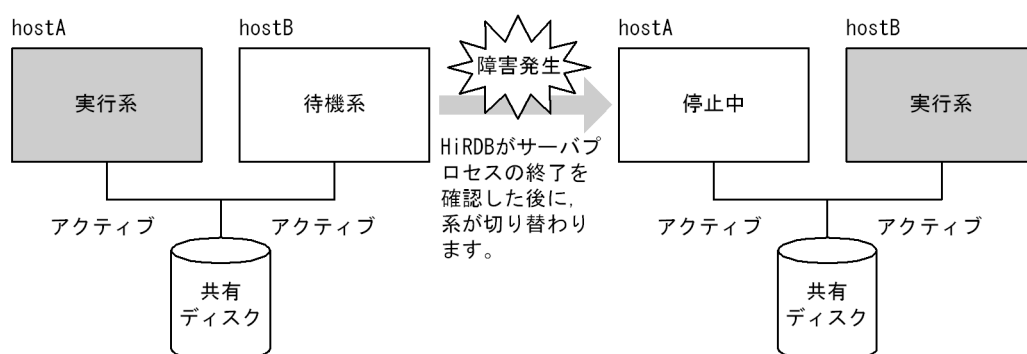 hostA
hostB
実行系
待機系
アクティブ
アクティブ
共有
ディスク
障害発生
HiRDBがサーバプ
ロセスの終了を
確認した後に,
系が切り替わり
ます。
hostA
hostB
停止中
実行系
アクティブ
アクティブ
共有
ディスク